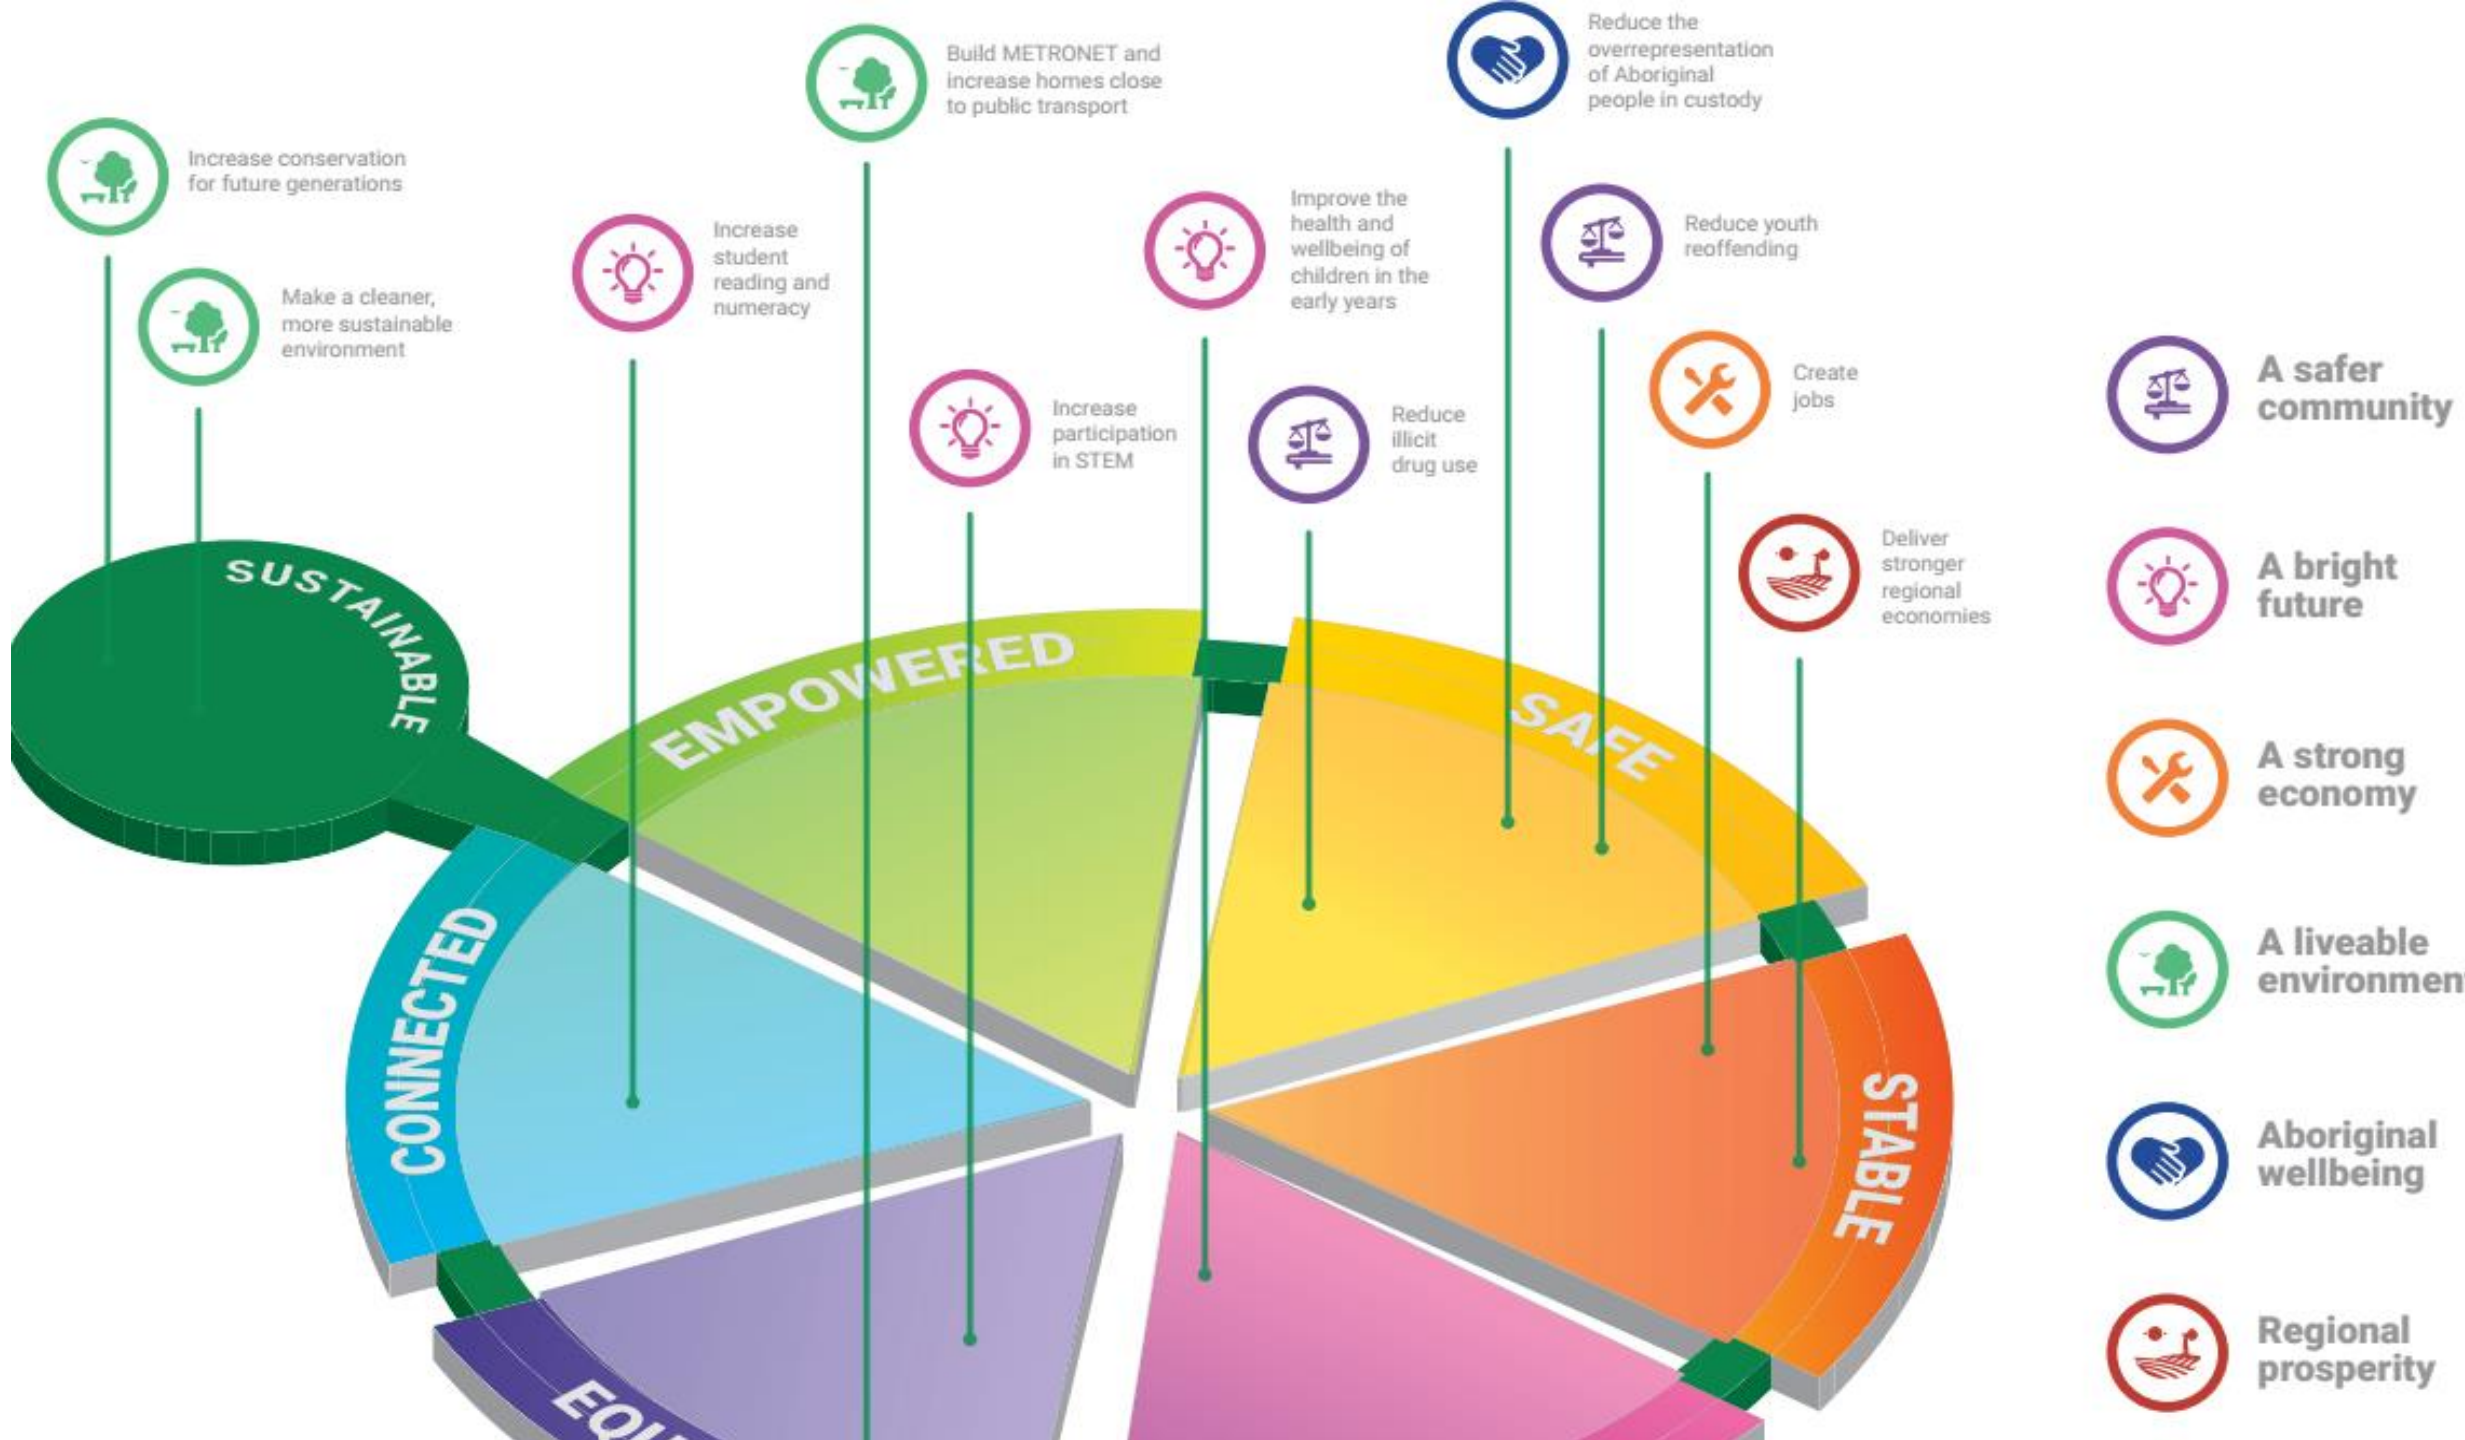 Increase conservation
for future generations
Make a cleaner,
more sustainable
environment
Increase
student
reading and
numeracy
Build METRONET and
increase homes close
to public transport
Increase
participation
in STEM
Improve the
health and
wellbeing of
children in the
early years
Reduce
illicit
drug use
Reduce the
overrepresentation
of Aboriginal
people in custody
Reduce youth
reoffending
Create
jobs
Deliver
stronger
regional
economies
SUSTAINABLE
EMPOWERED
SAFE
CONNECTED
STABLE
EQU
A safer
community
A bright
future
A strong
economy
A liveable
environmen
Aboriginal
wellbeing
Regional
prosperity